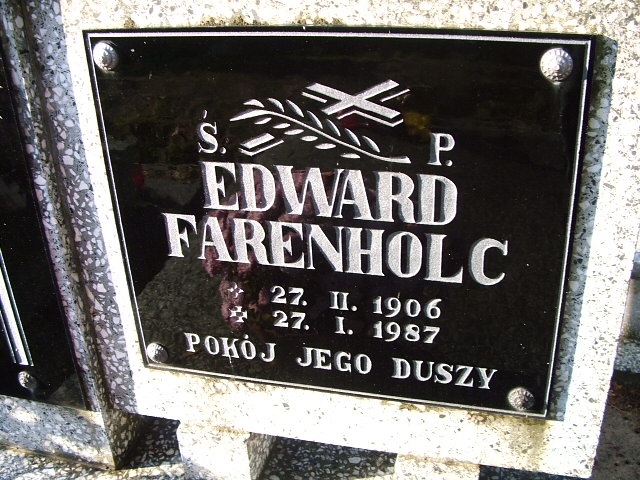 Ś. P.
EDWARD
FARENHOLC
* 27. II. 1906
✝ 27. I. 1987
POKÓJ JEGO DUSZY